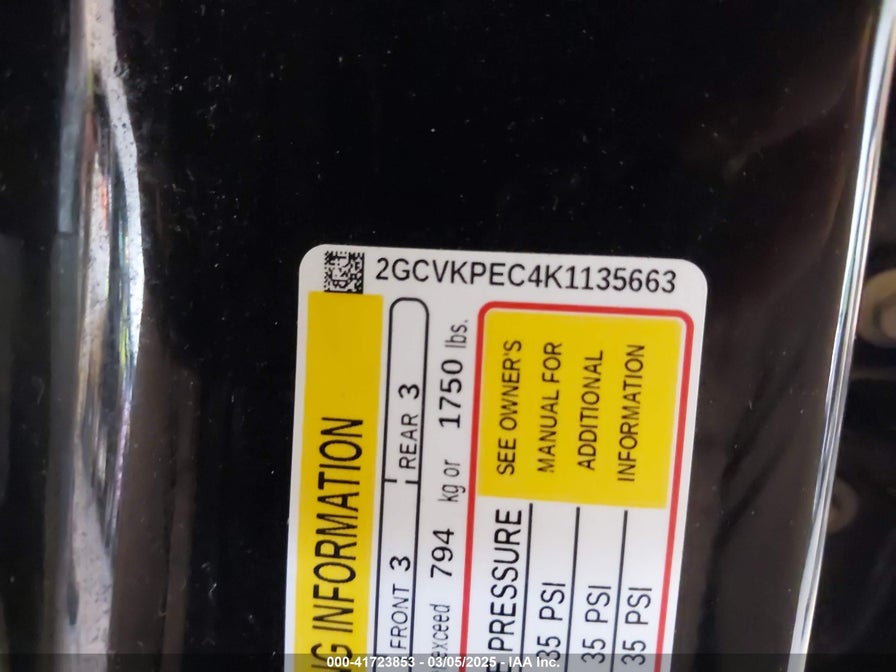 2GCVKPEC4K1135663
G INFORMATION
FRONT 3 REAR 3
exceed 794 kg or 1750 lbs.
PRESSURE
35 PSI
35 PSI
35 PSI
SEE OWNER'S
MANUAL FOR
ADDITIONAL
INFORMATION
000-41723853 - 03/05/2025 - IAA Inc.